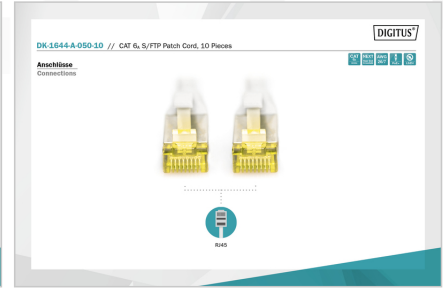 DIGITUS®
DK-1644-A-050-10 // CAT 6A S/FTP Patch Cord, 10 Pieces
Anschlüsse
Connections
RJ45